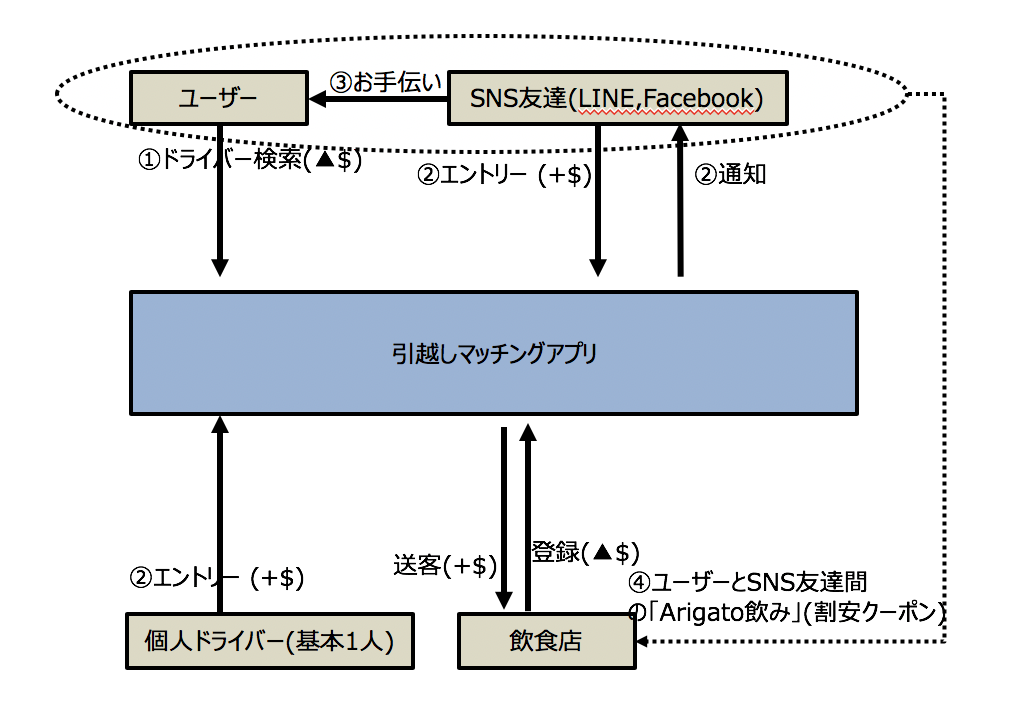 ③お手伝い
ユーザー
SNS友達(LINE,Facebook)
①ドライバー検索(▲$)
②エントリー (+$)
②通知
引越しマッチングアプリ
送客(+$)
登録(▲$)
②エントリー (+$)
④ユーザーとSNS友達間
の「Arigato飲み」(割安クーポン)
個人ドライバー(基本1人)
飲食店